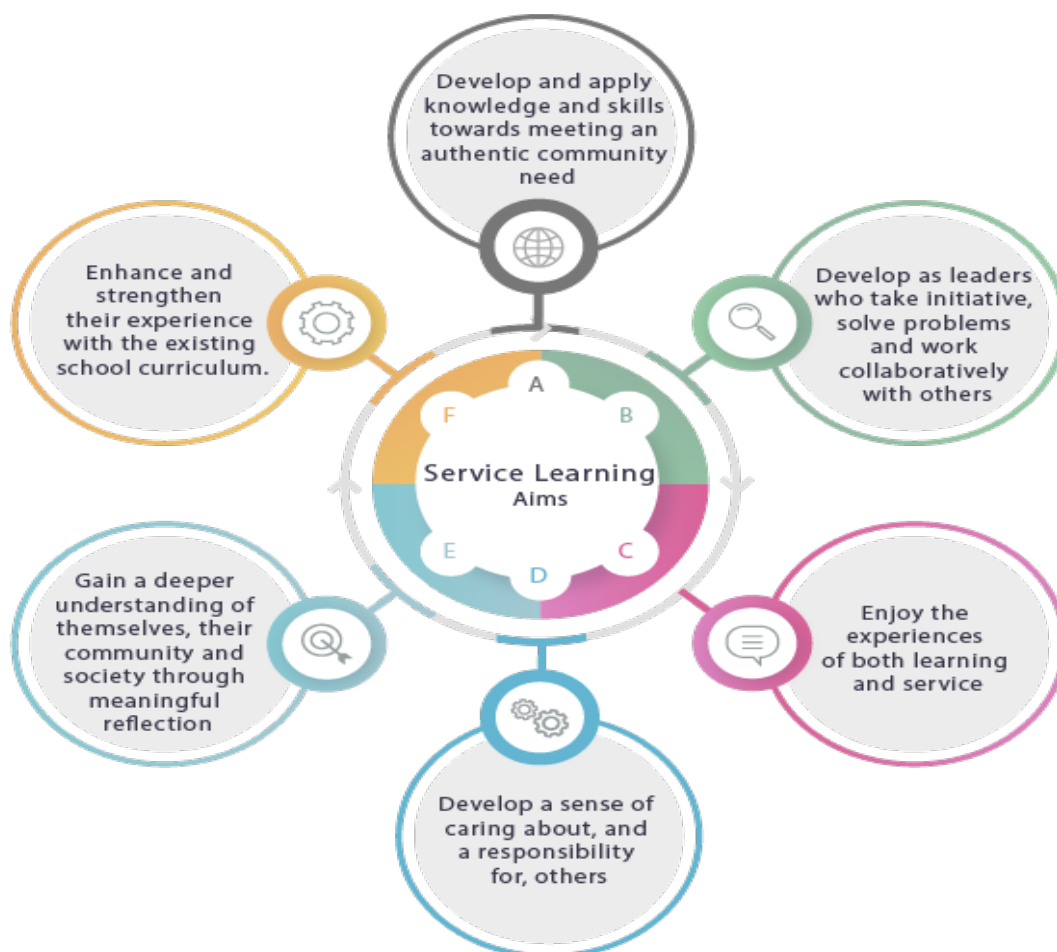 Develop and apply
knowledge and skills
towards meeting an
authentic community
need
Enhance and
strengthen
their experience
with the existing
school curriculum.
Develop as leaders
who take initiative,
solve problems
and work
collaboratively
with others
A
F
B
Service Learning
Aims
E
C
D
Gain a deeper
understanding of
themselves, their
community and
society through
meaningful
reflection
Enjoy the
experiences
of both learning
and service
Develop a sense of
caring about, and
a responsibility
for, others